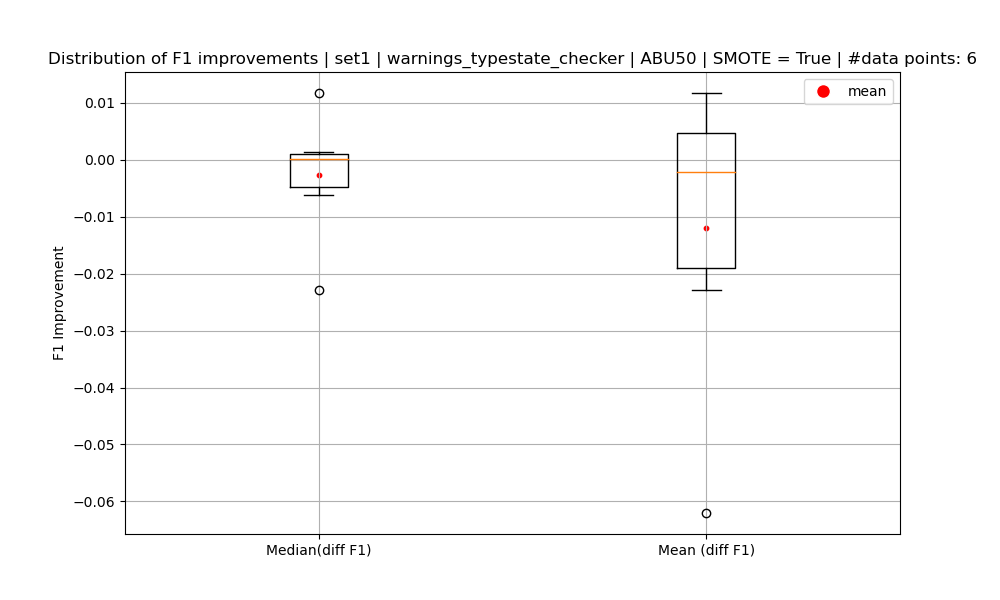 Distribution of F1 improvements | set1 | warnings_typestate_checker | ABU50 | SMOTE = True | #data points: 6
mean
0.01
0.00
−0.01
−0.02
−0.03
−0.04
−0.05
−0.06
F1 Improvement
Median(diff F1)
Mean (diff F1)